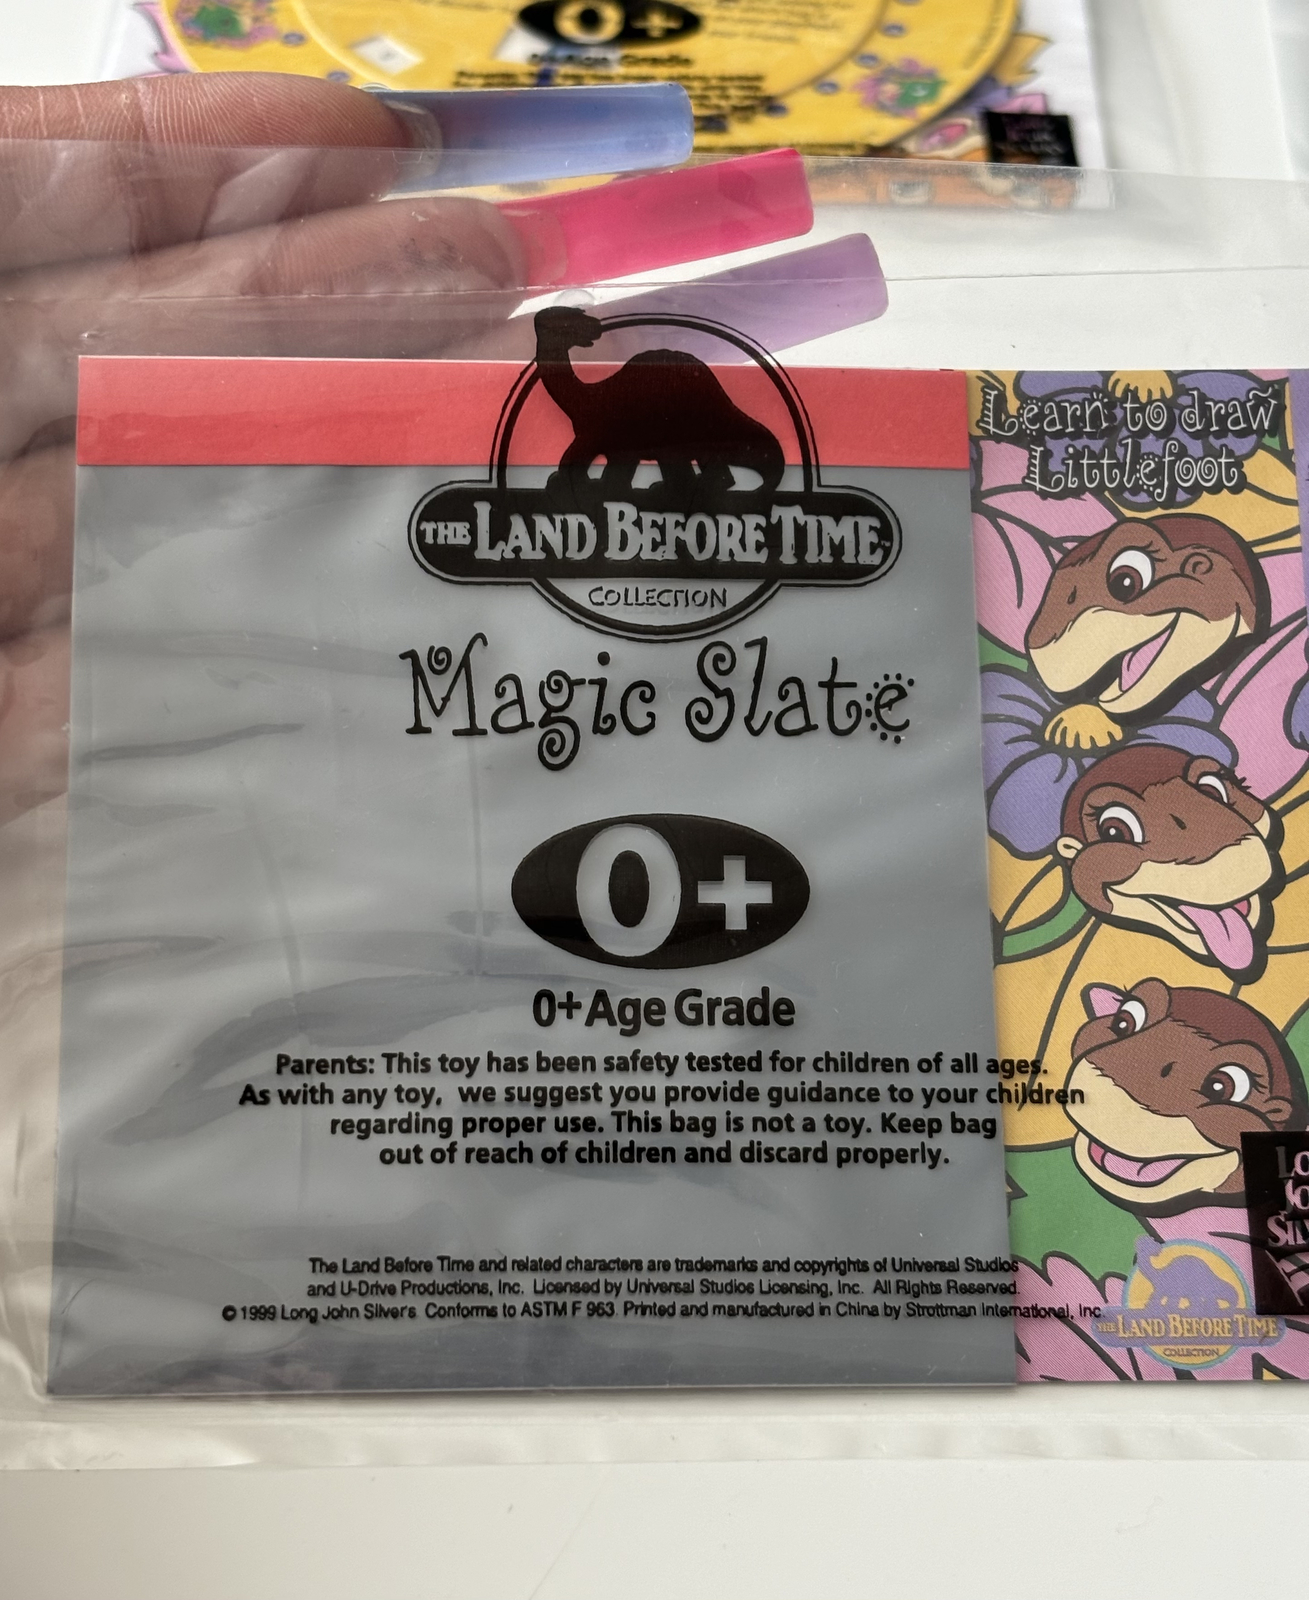 0+
0+ Age Grade
THE LAND BEFORE TIME
COLLECTION
Magic Slate
0+
0+ Age Grade
Parents: This toy has been safety tested for children of all ages.
As with any toy, we suggest you provide guidance to your children
regarding proper use. This bag is not a toy. Keep bag
out of reach of children and discard properly.
The Land Before Time and related characters are trademarks and copyrights of Universal Studios
and U-Drive Productions, Inc. Licensed by Universal Studios Licensing, Inc. All Rights Reserved.
© 1999 Long John Silvers Conforms to ASTM F 963. Printed and manufactured in China by Strottman International, Inc.
Learn to draw
Littlefoot
THE LAND BEFORE TIME
COLLECTION